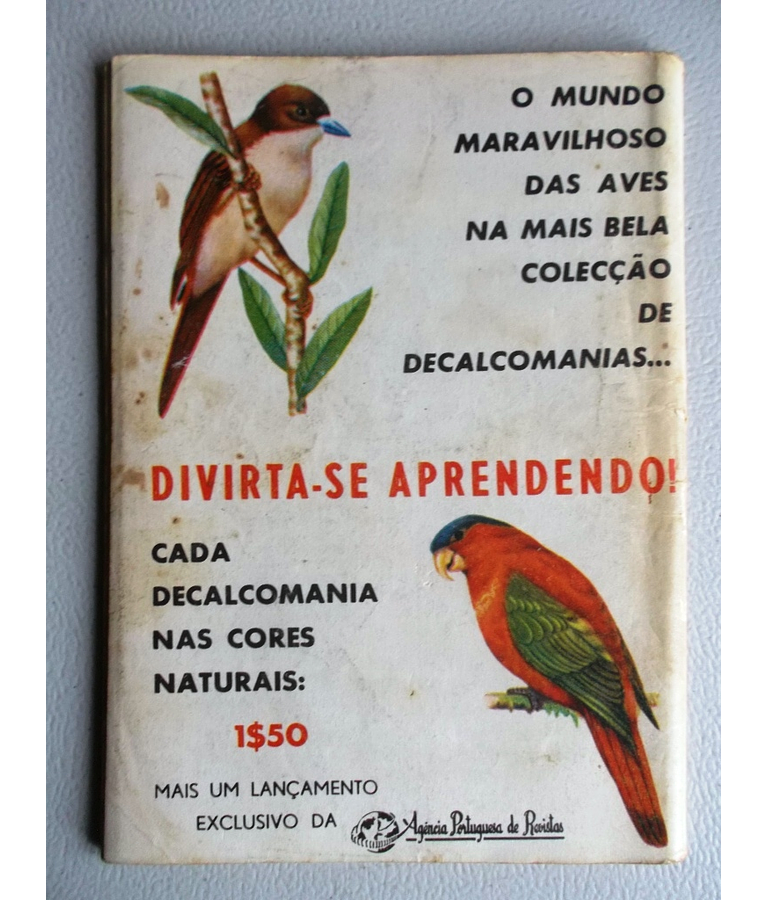 O MUNDO
MARAVILHOSO
DAS AVES
NA MAIS BELA
COLECÇÃO
DE
DECALCOMANIAS...
DIVIRTA-SE APRENDENDO!
CADA
DECALCOMANIA
NAS CORES
NATURAIS:
1$50
MAIS UM LANÇAMENTO
EXCLUSIVO DA Agência Portuguesa de Revistas